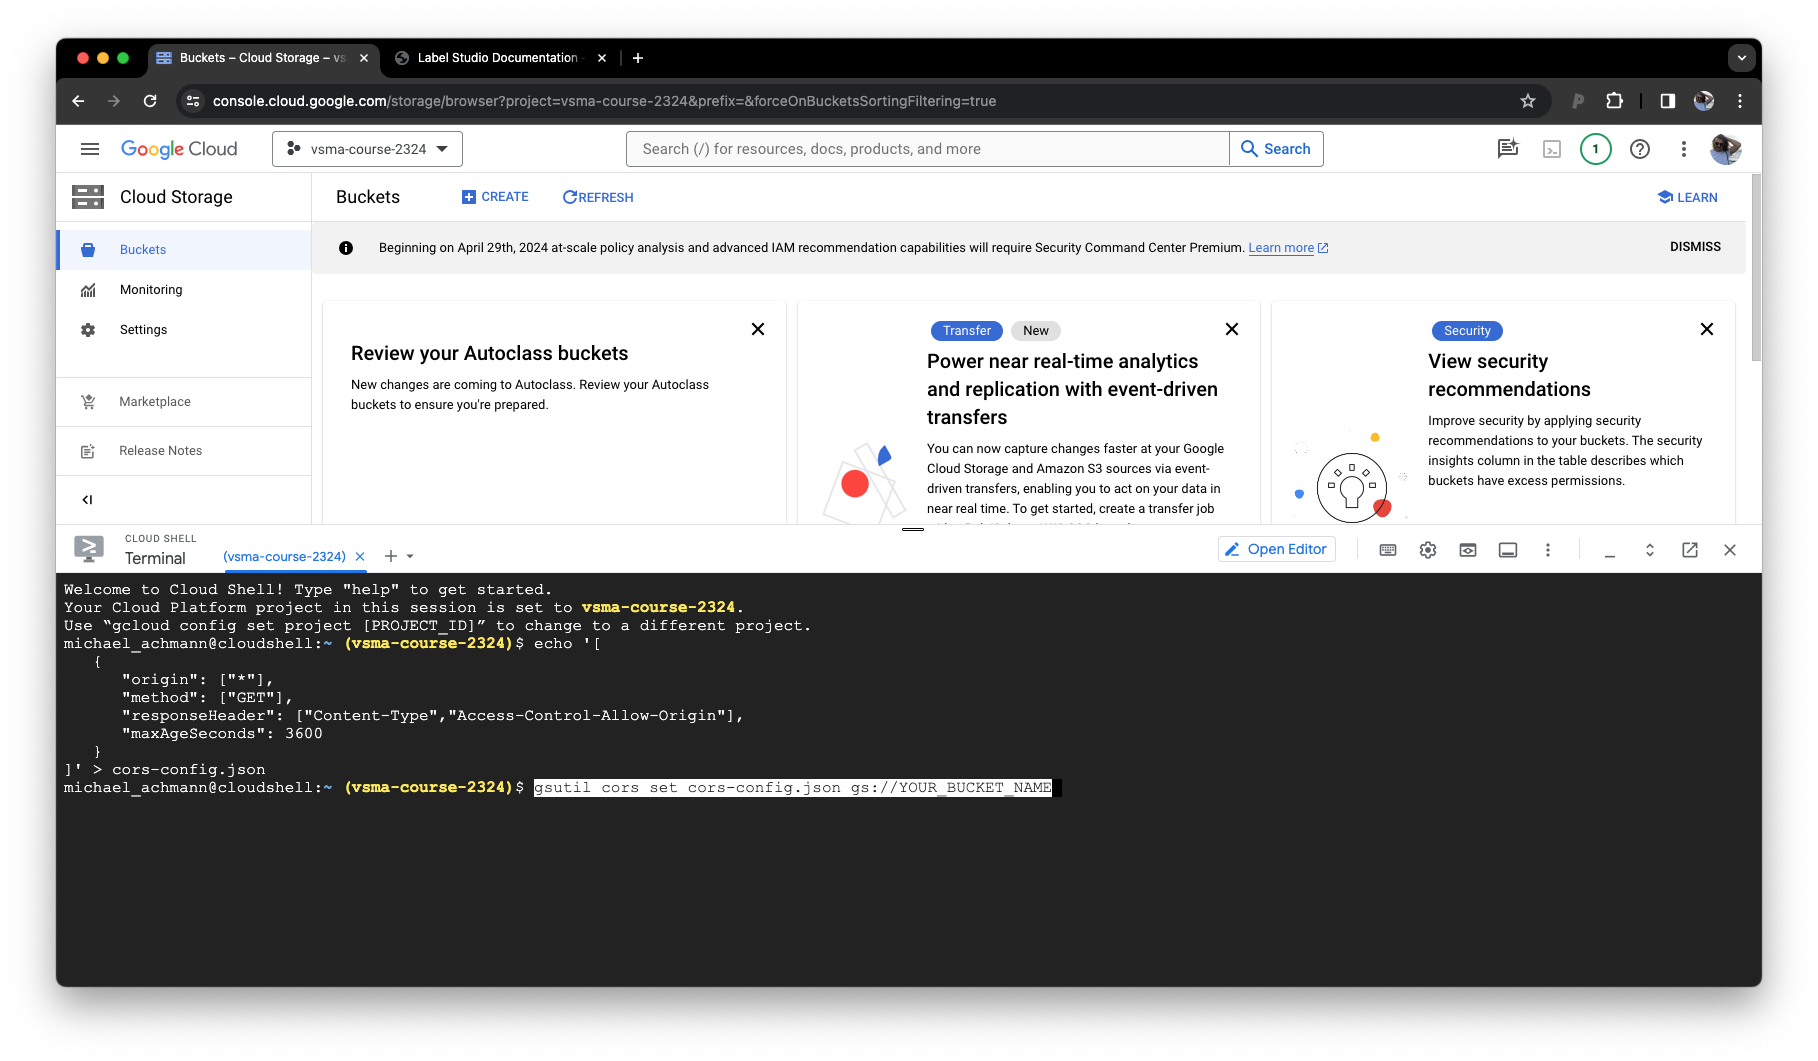 Buckets – Cloud Storage – vs
Label Studio Documentation
console.cloud.google.com/storage/browser?project=vsma-course-2324&prefix=&forceOnBucketsSortingFiltering=true
Google Cloud
vsma-course-2324
Search (/) for resources, docs, products, and more
Search
1
Cloud Storage
Buckets
CREATE
REFRESH
LEARN
Buckets
Monitoring
Settings
Marketplace
Release Notes
Beginning on April 29th, 2024 at-scale policy analysis and advanced IAM recommendation capabilities will require Security Command Center Premium. Learn more
DISMISS
Review your Autoclass buckets
New changes are coming to Autoclass. Review your Autoclass
buckets to ensure you're prepared.
Transfer
New
Power near real-time analytics
and replication with event-driven
transfers
You can now capture changes faster at your Google
Cloud Storage and Amazon S3 sources via event-
driven transfers, enabling you to act on your data in
near real time. To get started, create a transfer job
Security
View security
recommendations
Improve security by applying security
recommendations to your buckets. The security
insights column in the table describes which
buckets have excess permissions.
CLOUD SHELL
Terminal
(vsma-course-2324)
Open Editor
Welcome to Cloud Shell! Type "help" to get started.
Your Cloud Platform project in this session is set to vsma-course-2324.
Use “gcloud config set project [PROJECT_ID]” to change to a different project.
michael_achmann@cloudshell:~ (vsma-course-2324)$ echo '[
{
"origin": ["*"],
"method": ["GET"],
"responseHeader": ["Content-Type","Access-Control-Allow-Origin"],
"maxAgeSeconds": 3600
}
]' > cors-config.json
michael_achmann@cloudshell:~ (vsma-course-2324)$ gsutil cors set cors-config.json gs://YOUR_BUCKET_NAME